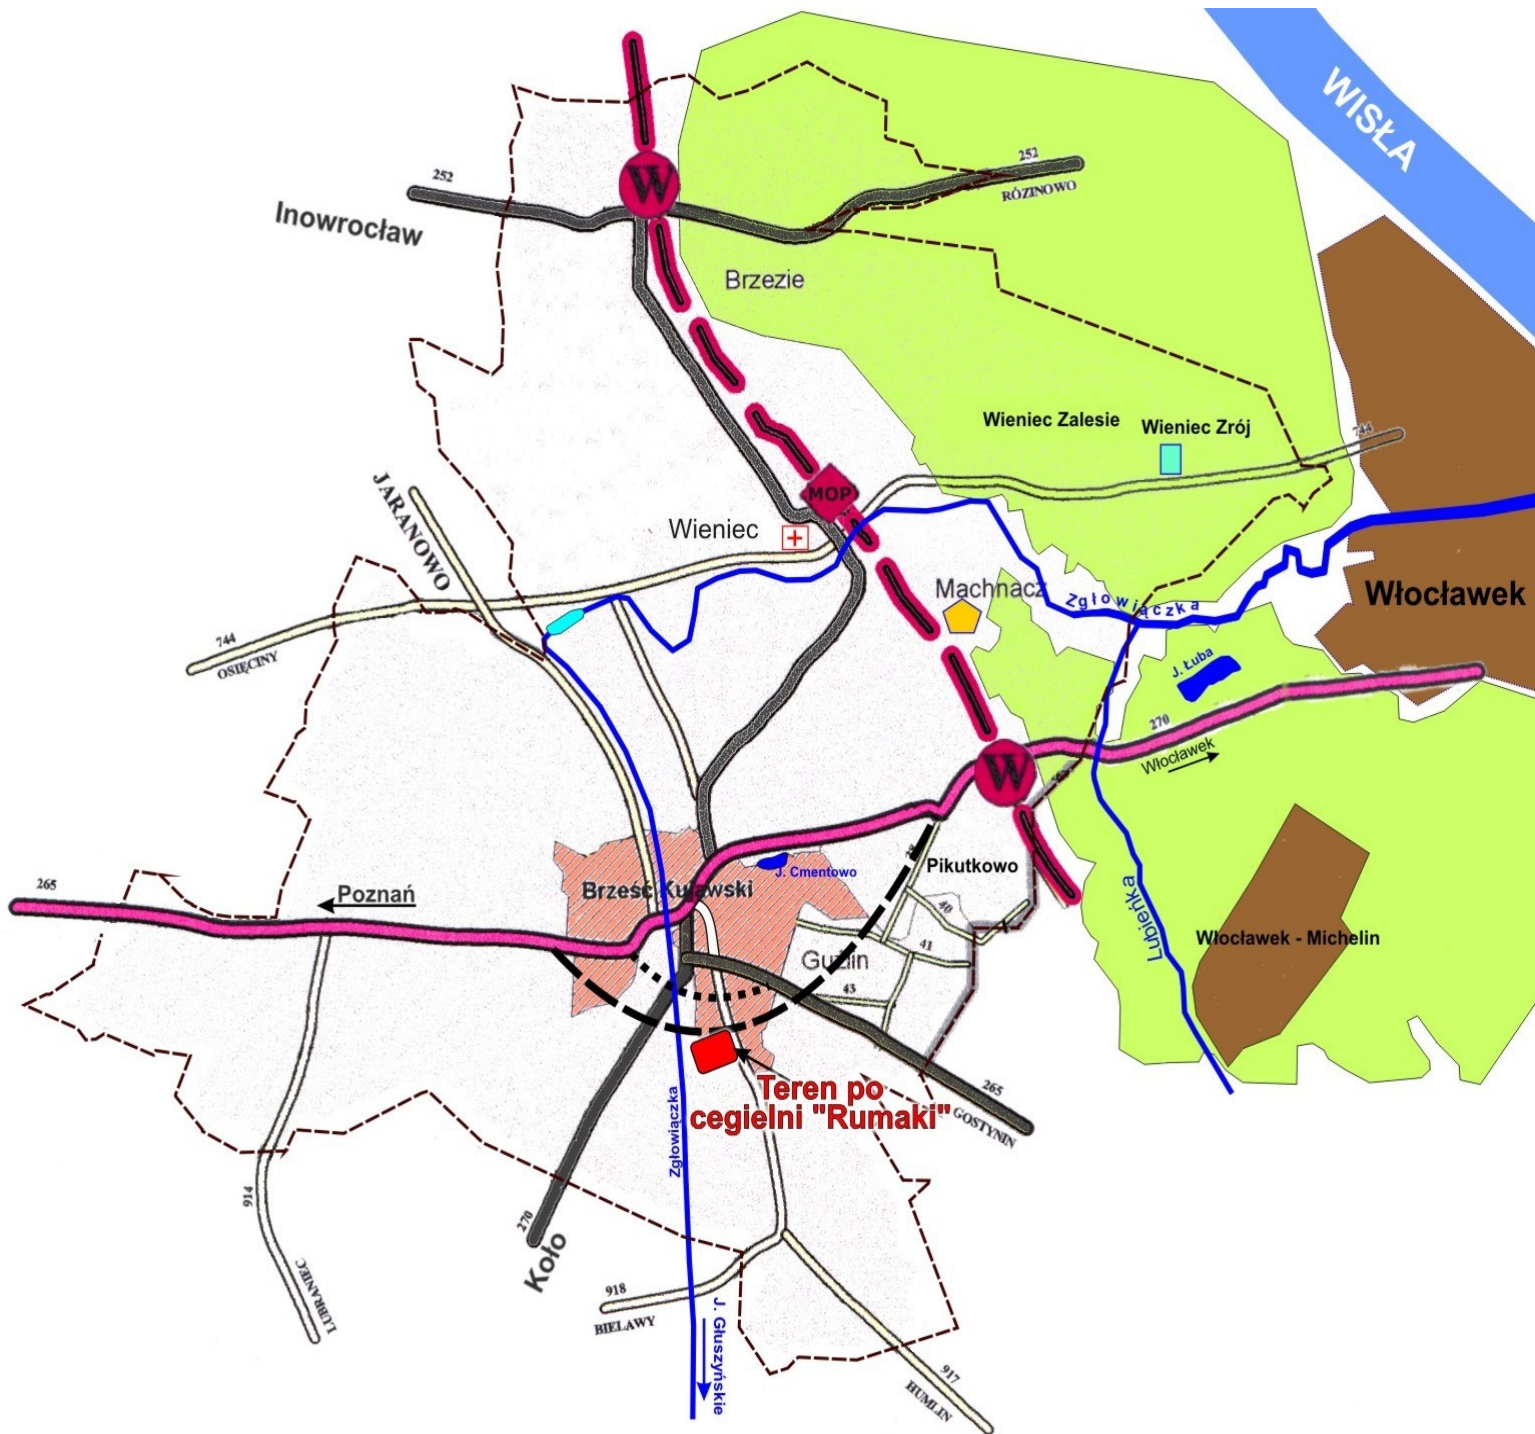 WISŁA
252
252
RÓZINOWO
W
Inowrocław
Brzezie
Wieniec Zalesie
Wieniec Zrój
744
JARANOWO
MOP
Wieniec
Machnacz
Zgłowiączka
Włocławek
744
OSIĘCINY
J. Łuba
270
Włocławek
W
Pikutkowo
J. Cmentowo
Brześć Kujawski
265
Poznań
40
41
Guźlin
43
Lubieńka
Włocławek - Michelin
Teren po
cegielni "Rumaki"
265
GOSTYNIN
Zgłowiączka
914
LUBRANIEC
270
Koło
918
BIELAWY
J. Głuszyńskie
917
HUMLIN